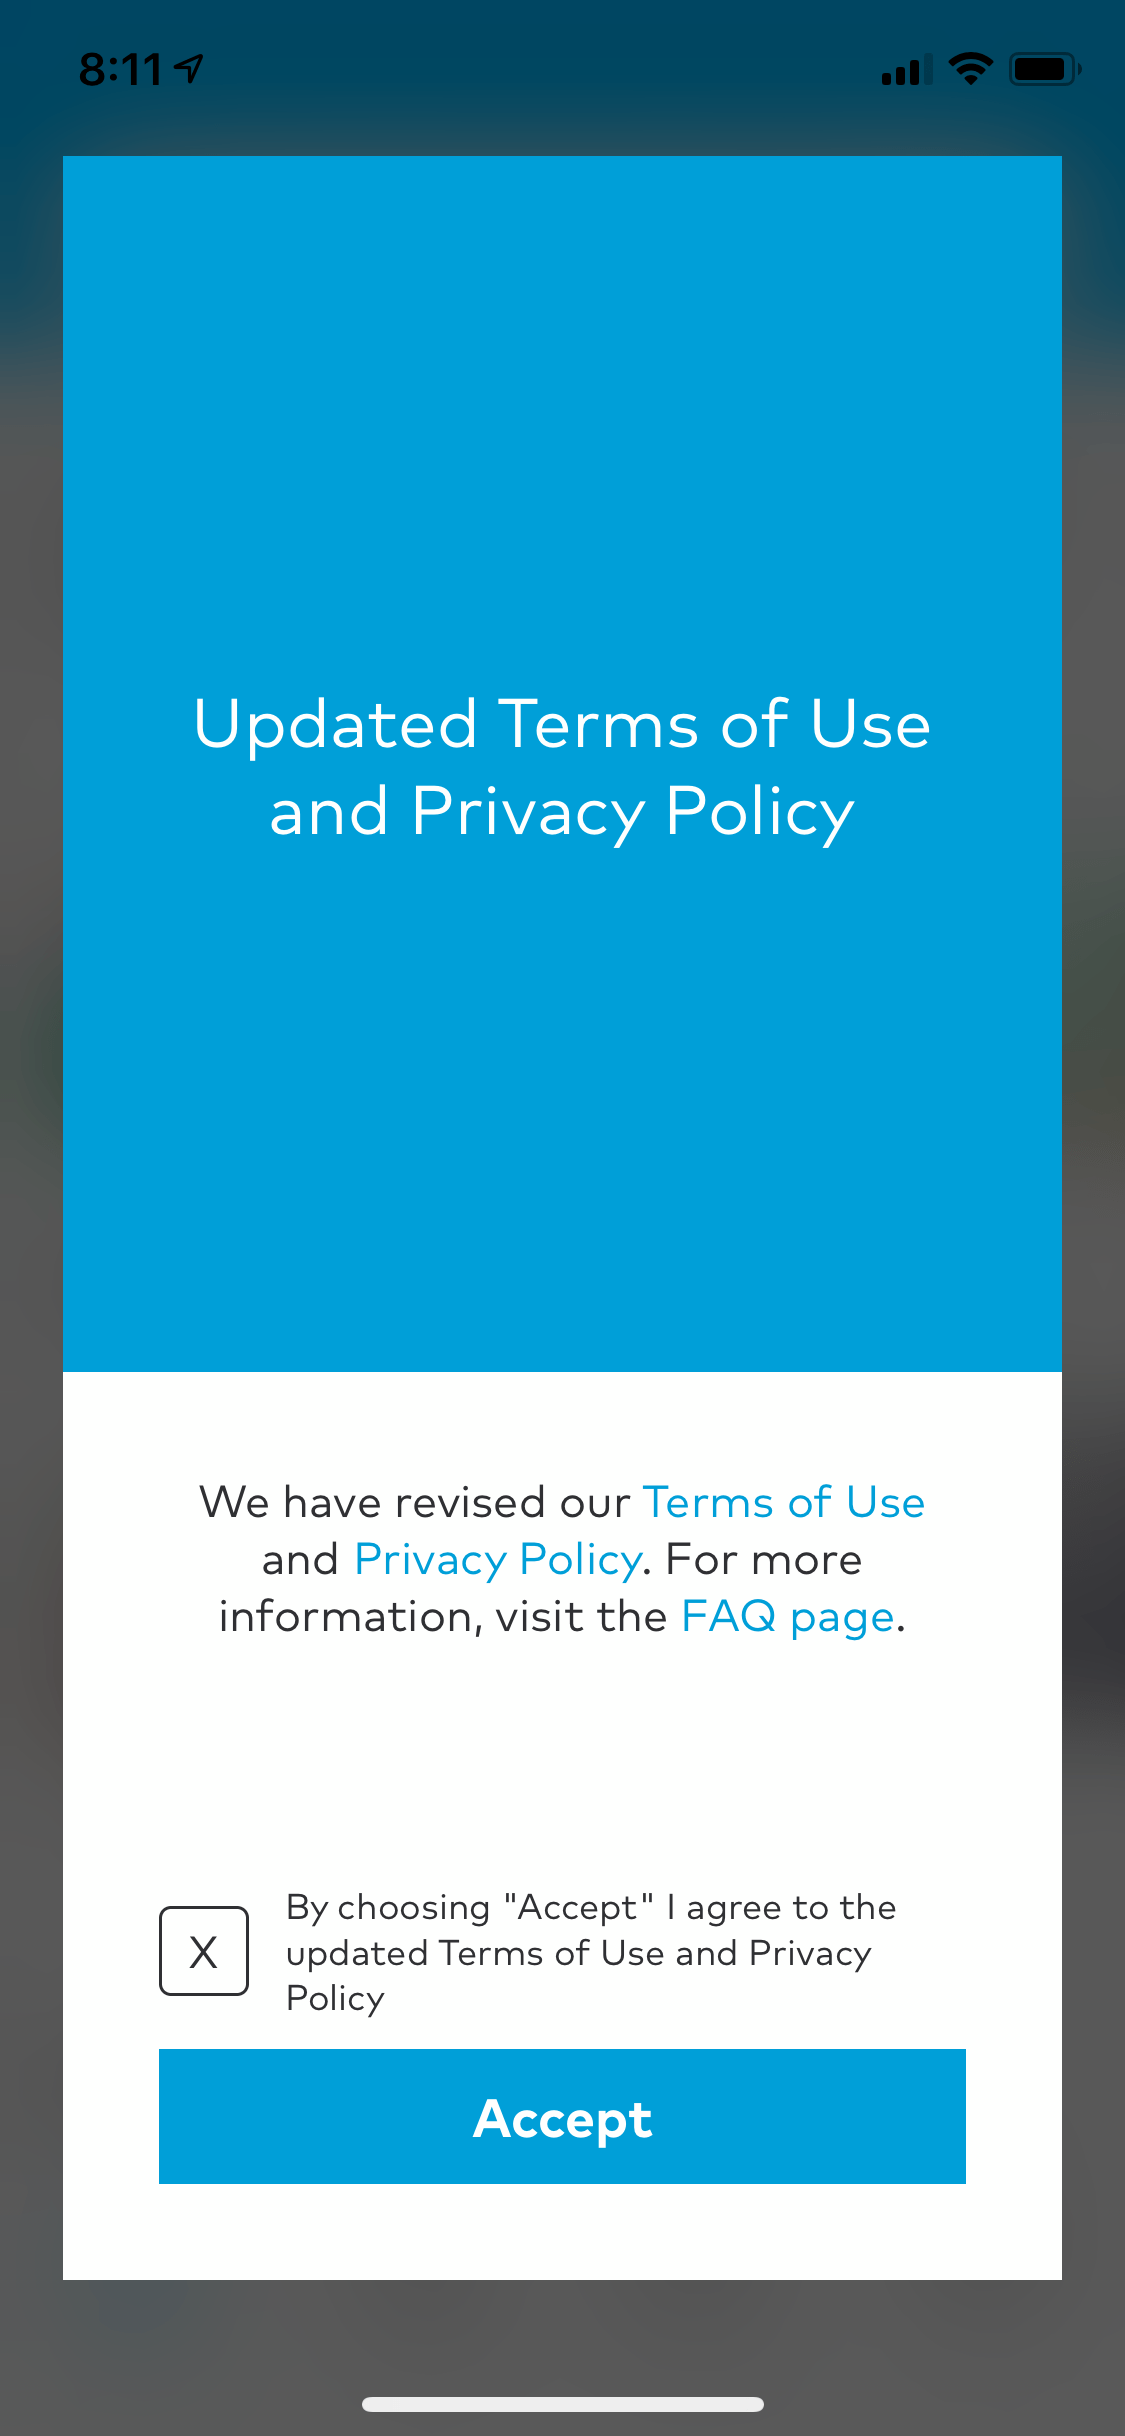 8:11
Updated Terms of Use
and Privacy Policy
We have revised our Terms of Use
and Privacy Policy. For more
information, visit the FAQ page.
X
By choosing "Accept" I agree to the
updated Terms of Use and Privacy
Policy
Accept